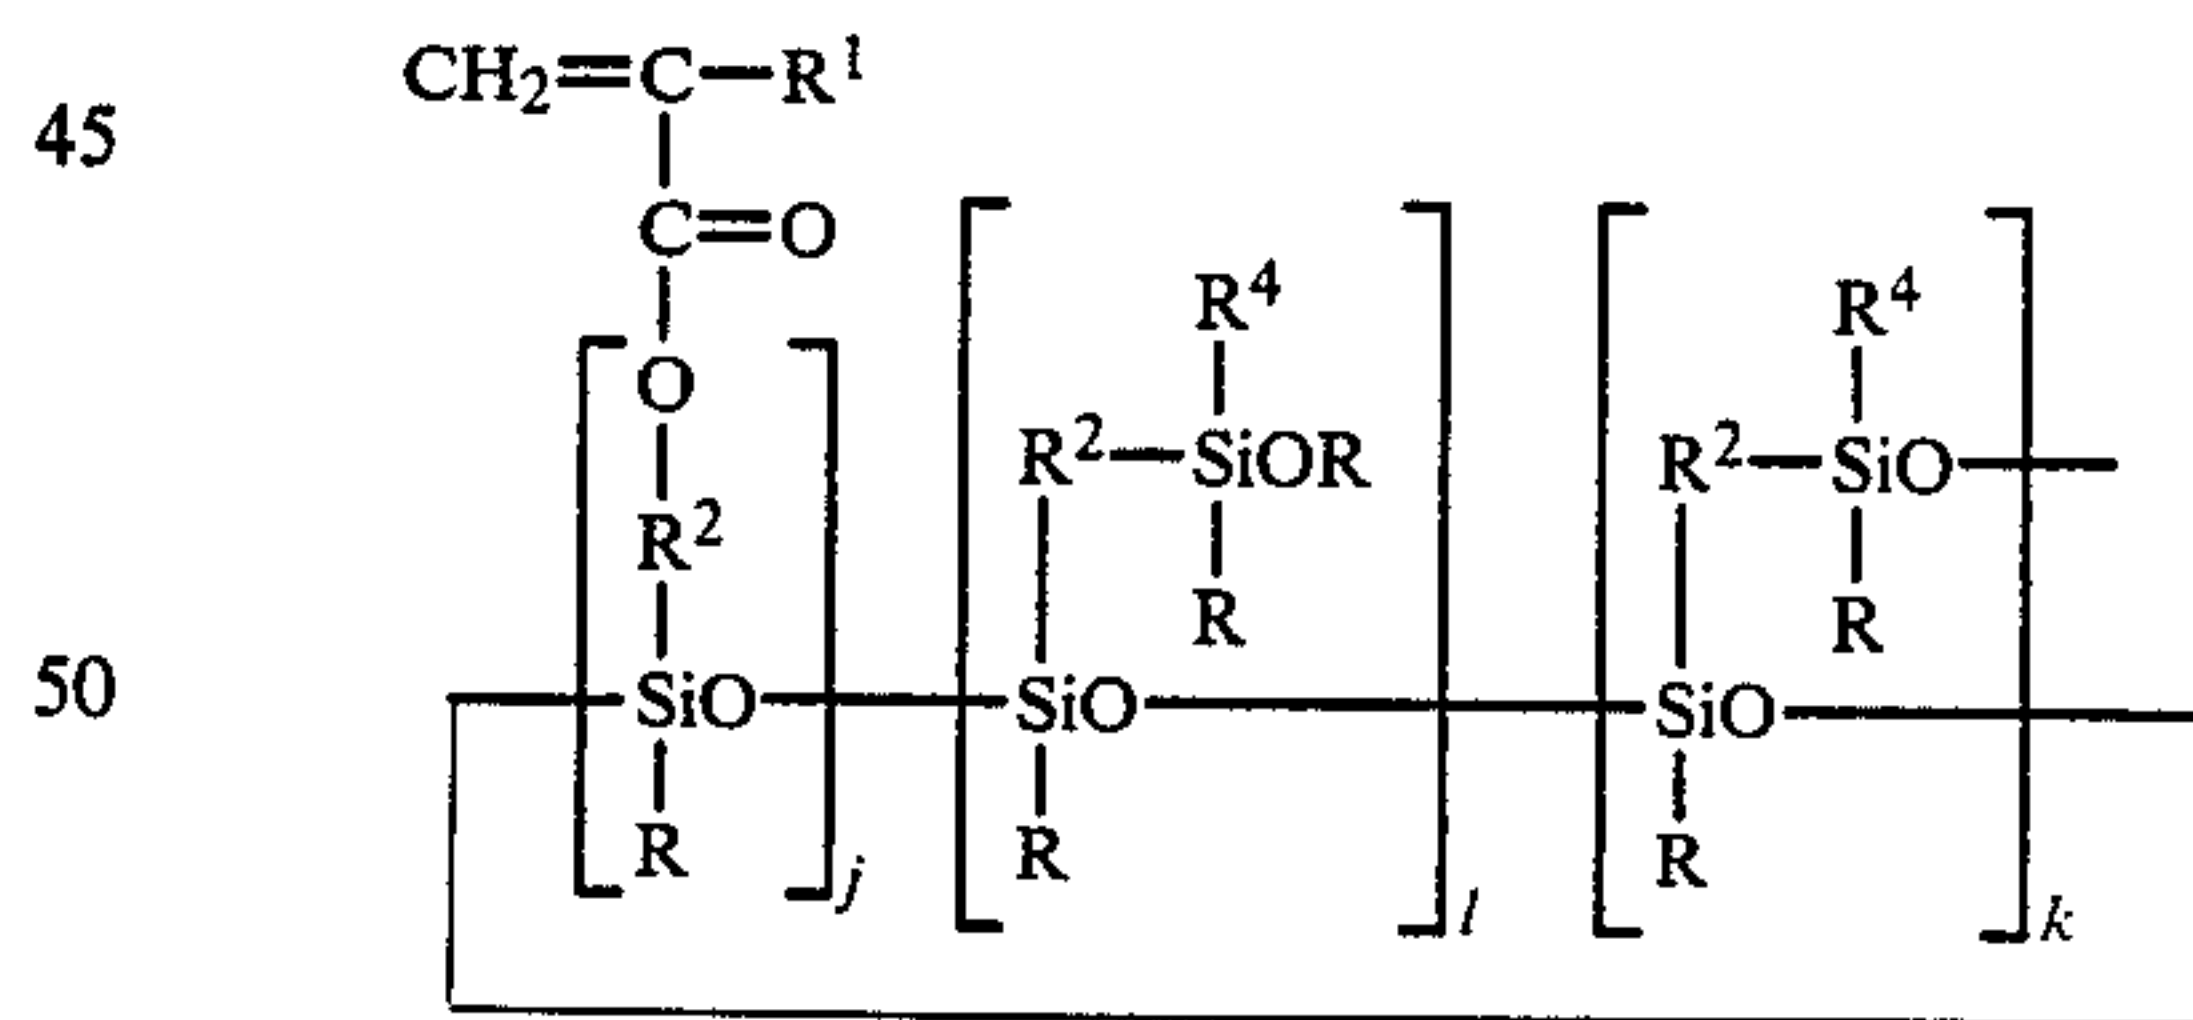 CH₂=C—R¹
45
C=O
R⁴ R⁴
O
R²—SiOR R²—SiO—
R²
R R
50 —SiO— —SiO— —SiO—
R R R
j l k